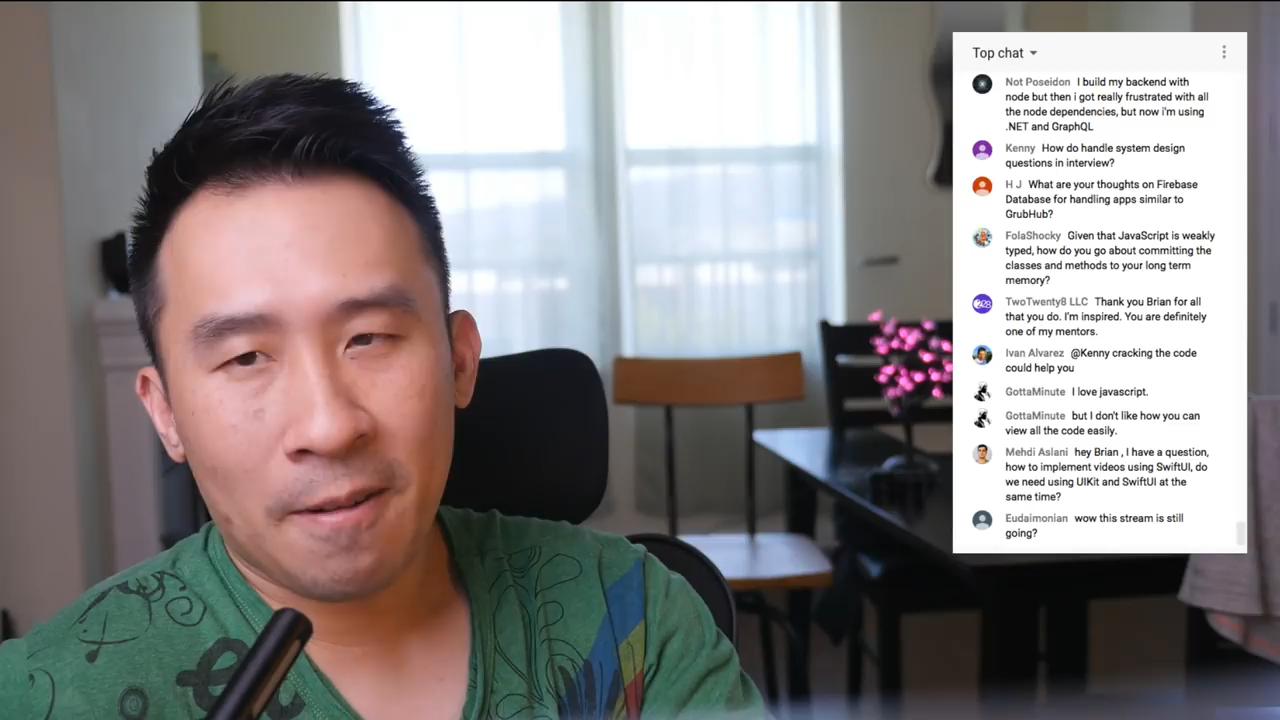 Top chat
Not Poseidon I build my backend with
node but then i got really frustrated with all
the node dependencies, but now i'm using
.NET and GraphQL
Kenny How do handle system design
questions in interview?
H J What are your thoughts on Firebase
Database for handling apps similar to
GrubHub?
FolaShocky Given that JavaScript is weakly
typed, how do you go about committing the
classes and methods to your long term
memory?
TwoTwenty8 LLC Thank you Brian for all
that you do. I'm inspired. You are definitely
one of my mentors.
Ivan Alvarez @Kenny cracking the code
could help you
GottaMinute I love javascript.
GottaMinute but I don't like how you can
view all the code easily.
Mehdi Aslani hey Brian , I have a question,
how to implement videos using SwiftUI, do
we need using UIKit and SwiftUI at the
same time?
Eudaimonian wow this stream is still
going?